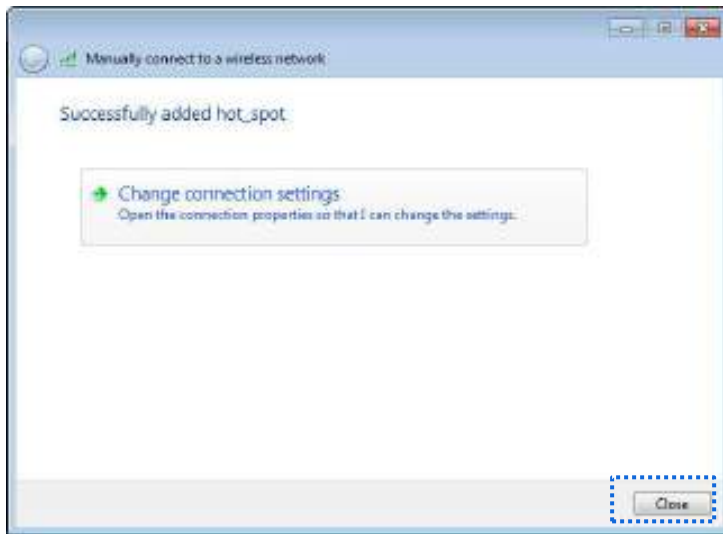 Manually connect to a wireless network
Successfully added hot_spot
Change connection settings
Open the connection properties so that I can change the settings.
Close